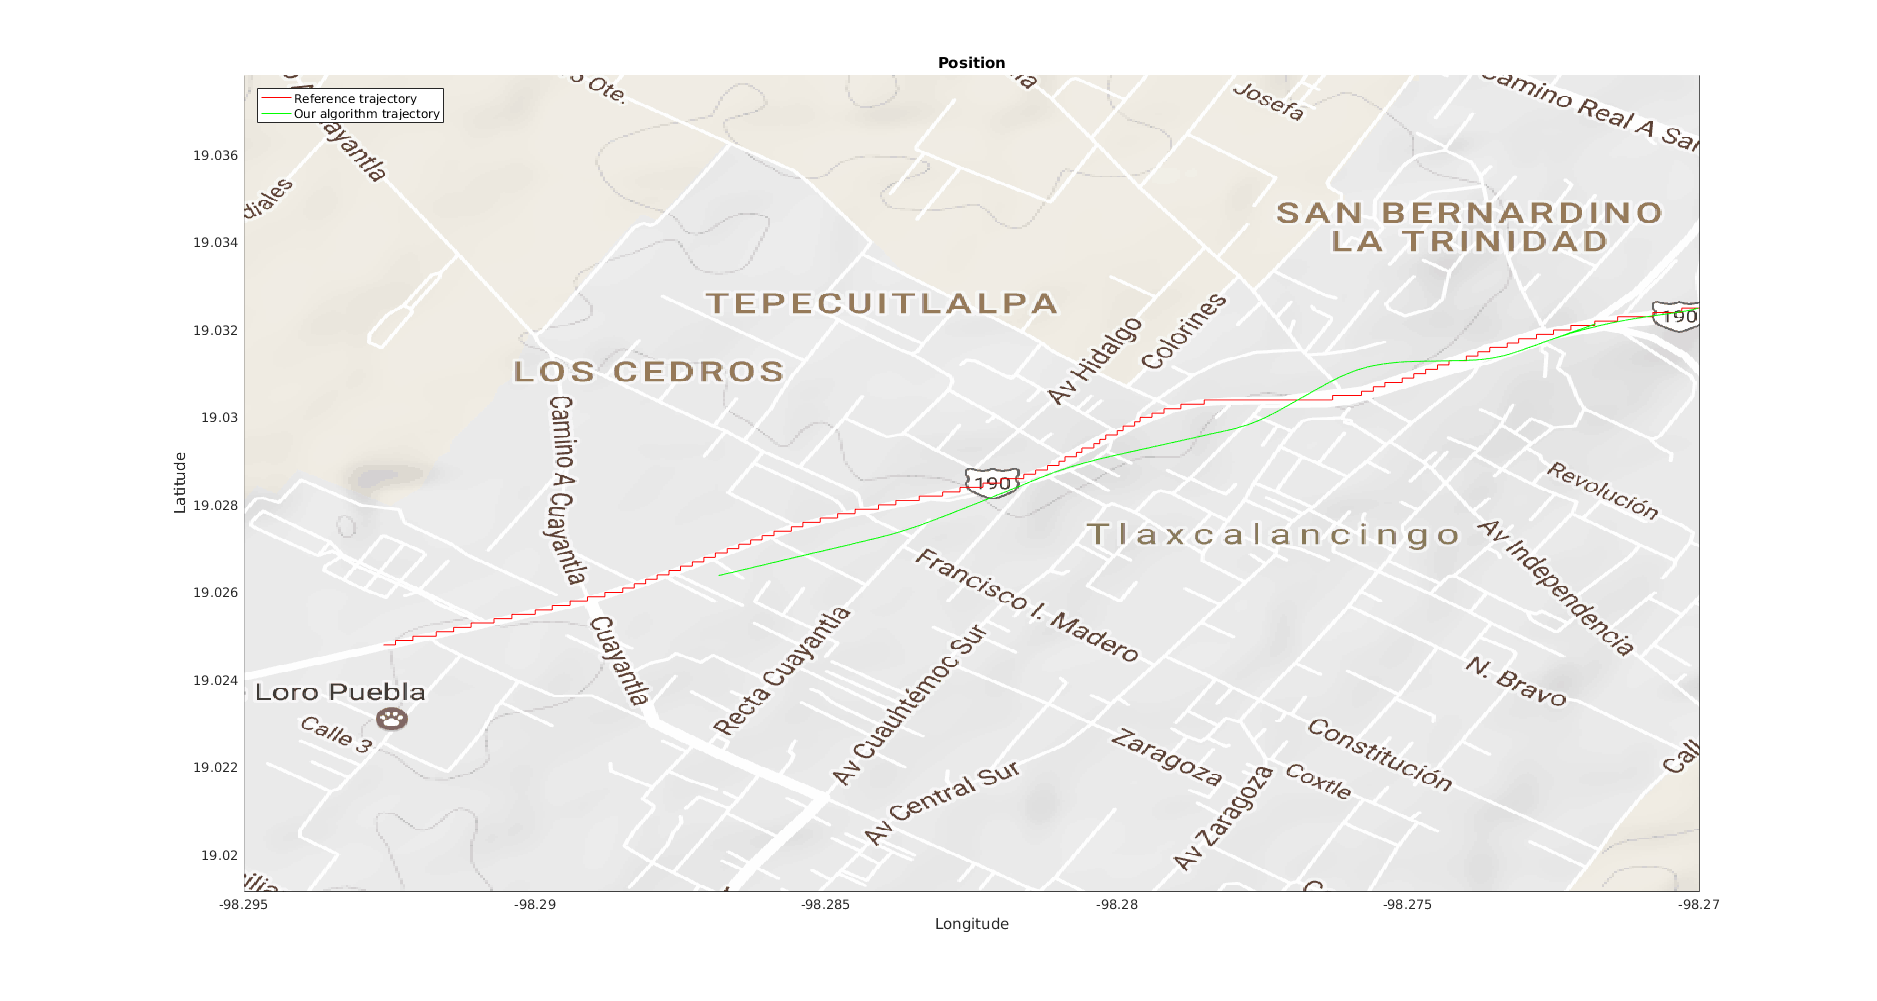 Position
Reference trajectory
Our algorithm trajectory
Ote.
Josefa
Camino Real A San
diales
SAN BERNARDINO
LA TRINIDAD
TEPECUITLALPA
190
Av Hidalgo
Colorines
LOS CEDROS
Camino A Cuayantla
190
Revolución
Tlaxcalancingo
Av Independencia
Francisco I. Madero
Cuayantla
Recta Cuayantla
Av Cuauhtémoc Sur
N. Bravo
Loro Puebla
Calle 3
Zaragoza
Constitución
Coxtle
Av Central Sur
Av Zaragoza
19.036
19.034
19.032
19.03
19.028
19.026
19.024
19.022
19.02
Latitude
-98.295
-98.29
-98.285
-98.28
-98.275
-98.27
Longitude